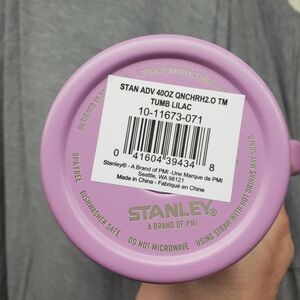 STAN ADV 40OZ QNCHRH2.O TM
TUMB LILAC
10-11673-071
0 41604 39434 8
Stanley® - A Brand of PMI -Une Marque de PMI
Seattle, WA 98121
Made in China - Fabriqué en Chine
DESIGNED IN
BPA FREE
DISHWASHER SAFE
DO NOT MICROWAVE
USING STRAW WITH HOT DRINKS MAY SCALD
STANLEY®
A BRAND OF PMI